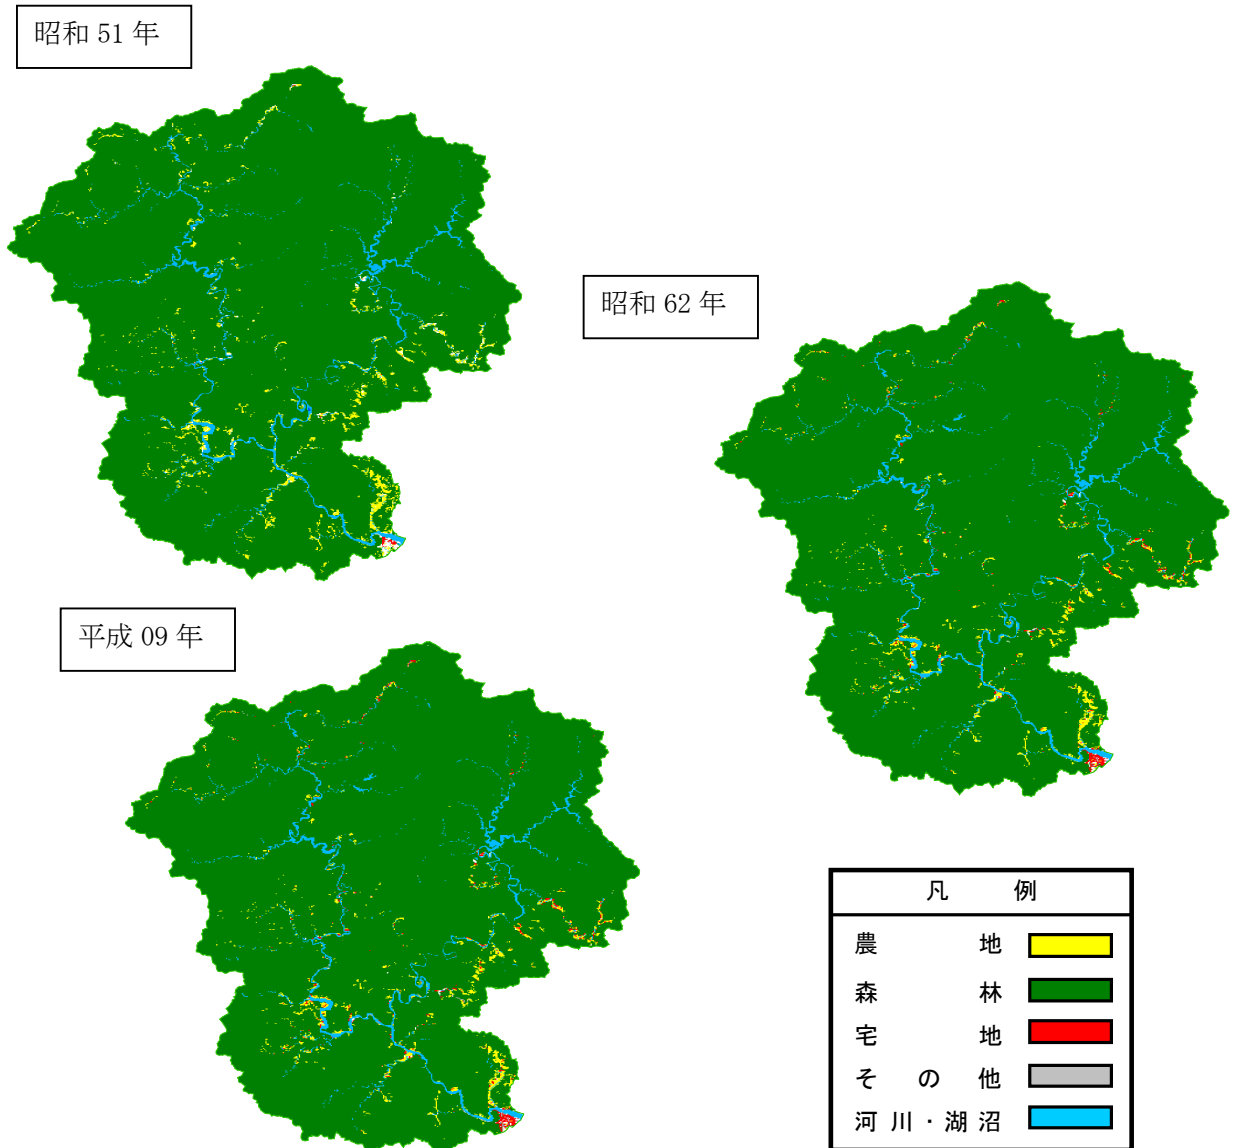 昭和 51 年
昭和 62 年
平成 09 年
凡 例
農 地
森 林
宅 地
そ の 他
河 川 ・ 湖 沼